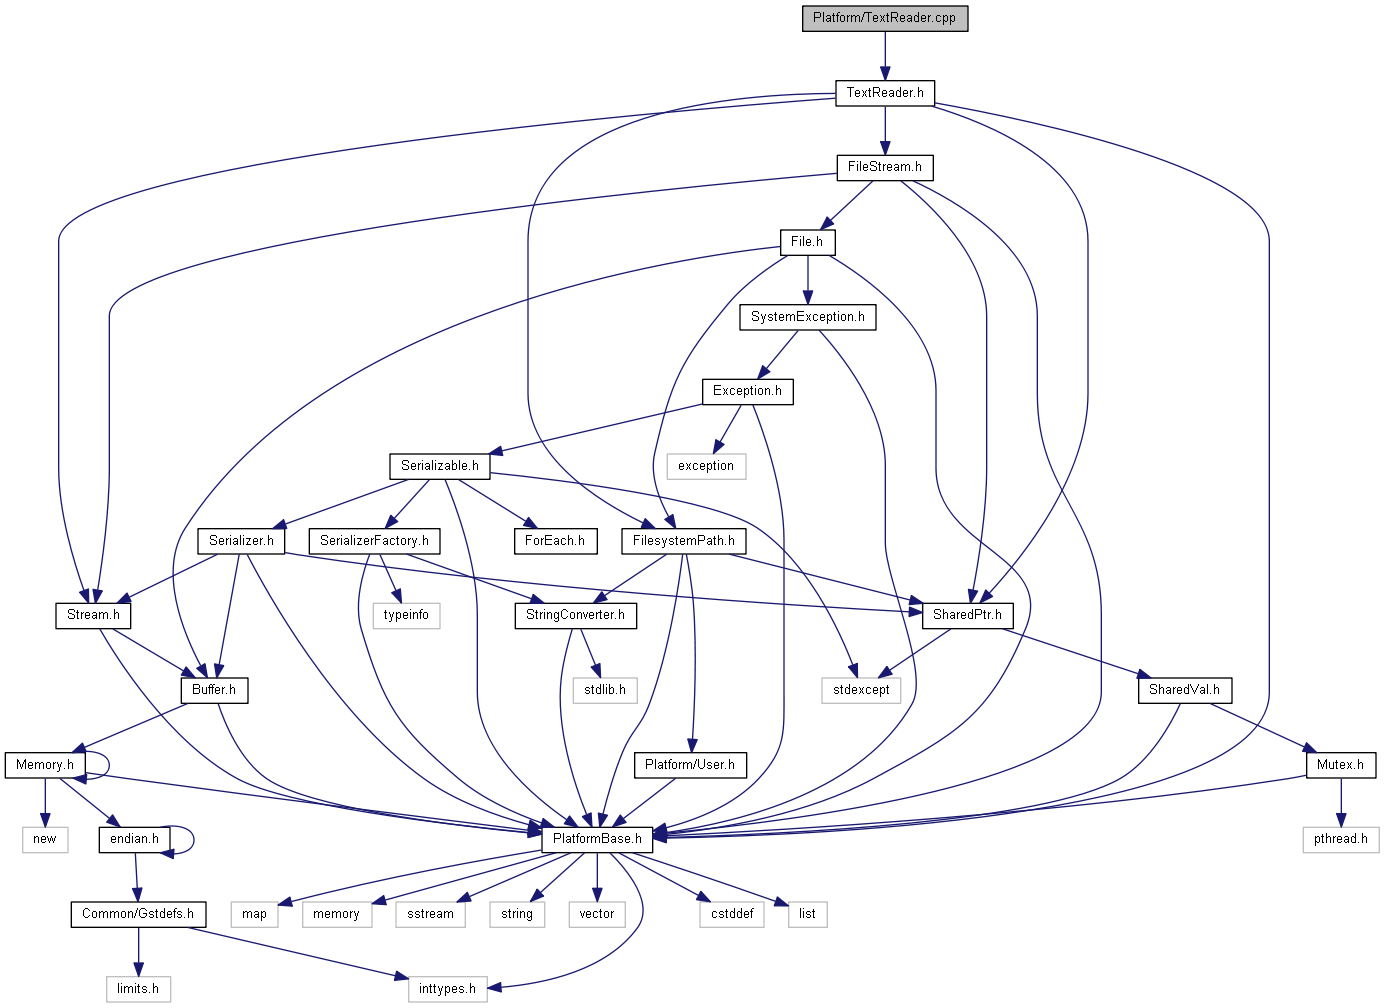 Platform/TextReader.cpp
TextReader.h
FileStream.h
File.h
SystemException.h
Exception.h
Serializable.h
exception
Serializer.h
SerializerFactory.h
ForEach.h
FilesystemPath.h
Stream.h
typeinfo
StringConverter.h
SharedPtr.h
Buffer.h
stdlib.h
stdexcept
SharedVal.h
Memory.h
Platform/User.h
Mutex.h
new
endian.h
PlatformBase.h
pthread.h
Common/Gstdefs.h
map
memory
sstream
string
vector
cstddef
list
limits.h
inttypes.h